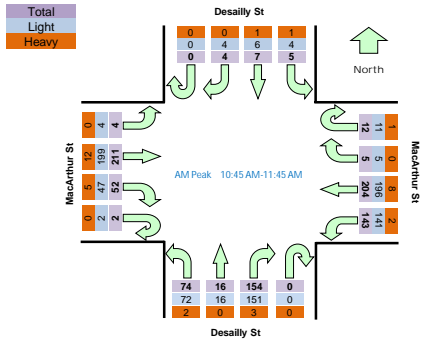 Total
Light
Heavy
Desailly St
0 0 1 1
0 4 6 4
0 4 7 5
North
MacArthur St
0 4 4
12 199 211
5 47 52
0 2 2
AM Peak 10:45 AM-11:45 AM
12 11 1
5 5 0
204 196 8
143 141 2
MacArthur St
74 16 154 0
72 16 151 0
2 0 3 0
Desailly St